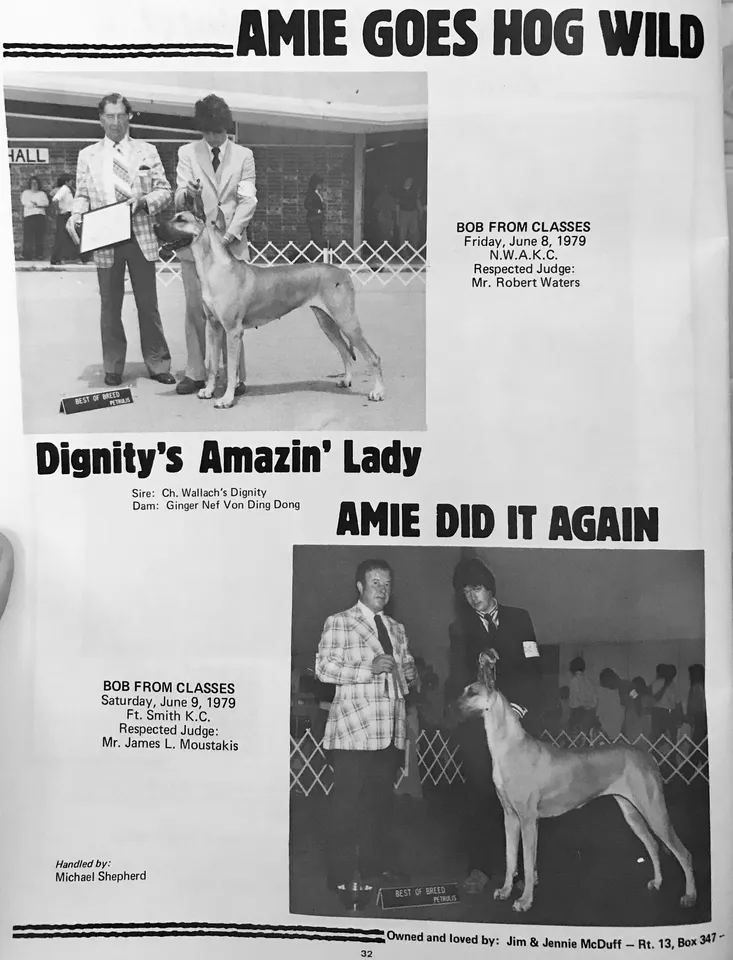 AMIE GOES HOG WILD
HALL
BEST OF BREED
PETRULIS
BOB FROM CLASSES
Friday, June 8, 1979
N.W.A.K.C.
Respected Judge:
Mr. Robert Waters
Dignity's Amazin' Lady
Sire: Ch. Wallach's Dignity
Dam: Ginger Nef Von Ding Dong
AMIE DID IT AGAIN
BOB FROM CLASSES
Saturday, June 9, 1979
Ft. Smith K.C.
Respected Judge:
Mr. James L. Moustakis
BEST OF BREED
PETRULIS
Handled by:
Michael Shepherd
Owned and loved by: Jim & Jennie McDuff – Rt. 13, Box 347 -
32